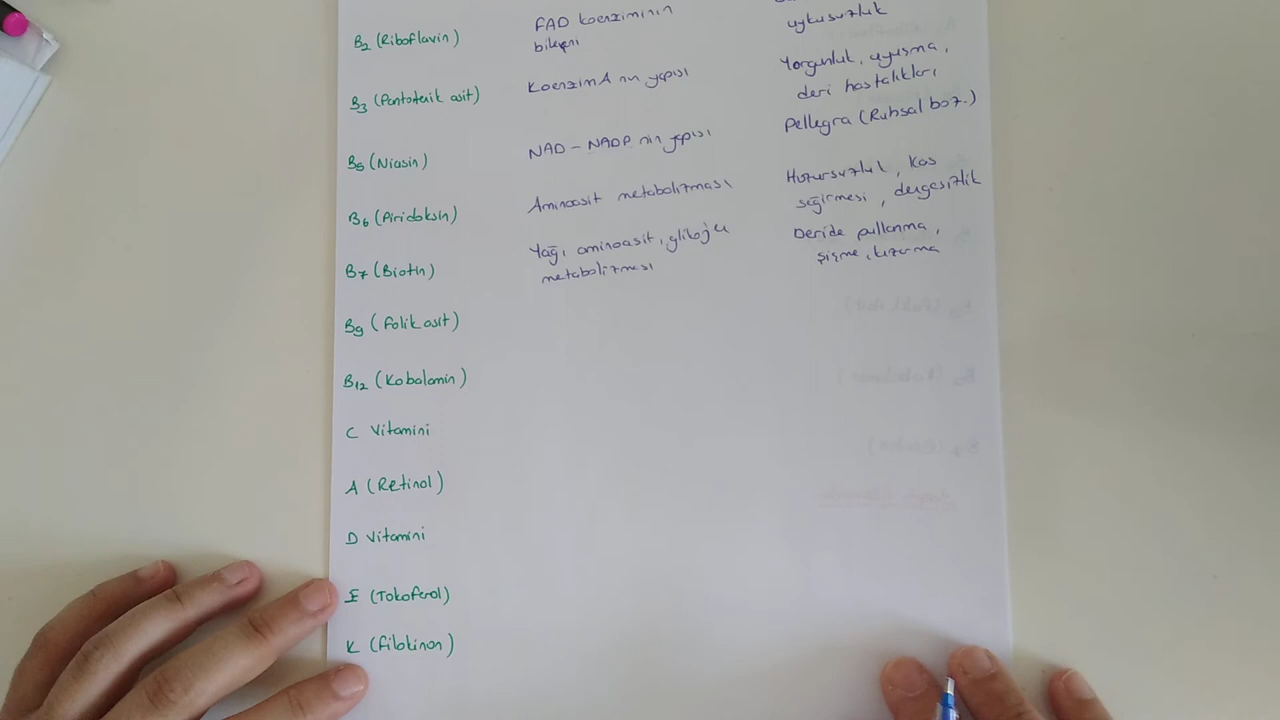 B2 (Riboflavin)
FAD koenziminin
bileşeni
uykusuzluk
B3 (Pantotenik asit)
KoenzimA nın yapısı
Yorgunluk, uyuşma,
deri hastalıkları
B5 (Niasin)
NAD - NADP nin yapısı
Pellegra (Ruhsal boz.)
B6 (Piridoksin)
Aminoasit metabolizması
Huzursuzluk, Kas
seğirmesi, dengesizlik
B7 (Biotin)
Yağ, aminoasit, glikojen
metabolizması
Deride pullanma,
şişme, kızarma
B9 (Folik asit)
B12 (Kobalamin)
C Vitamini
A (Retinol)
D Vitamini
E (Tokoferol)
K (Filokinon)